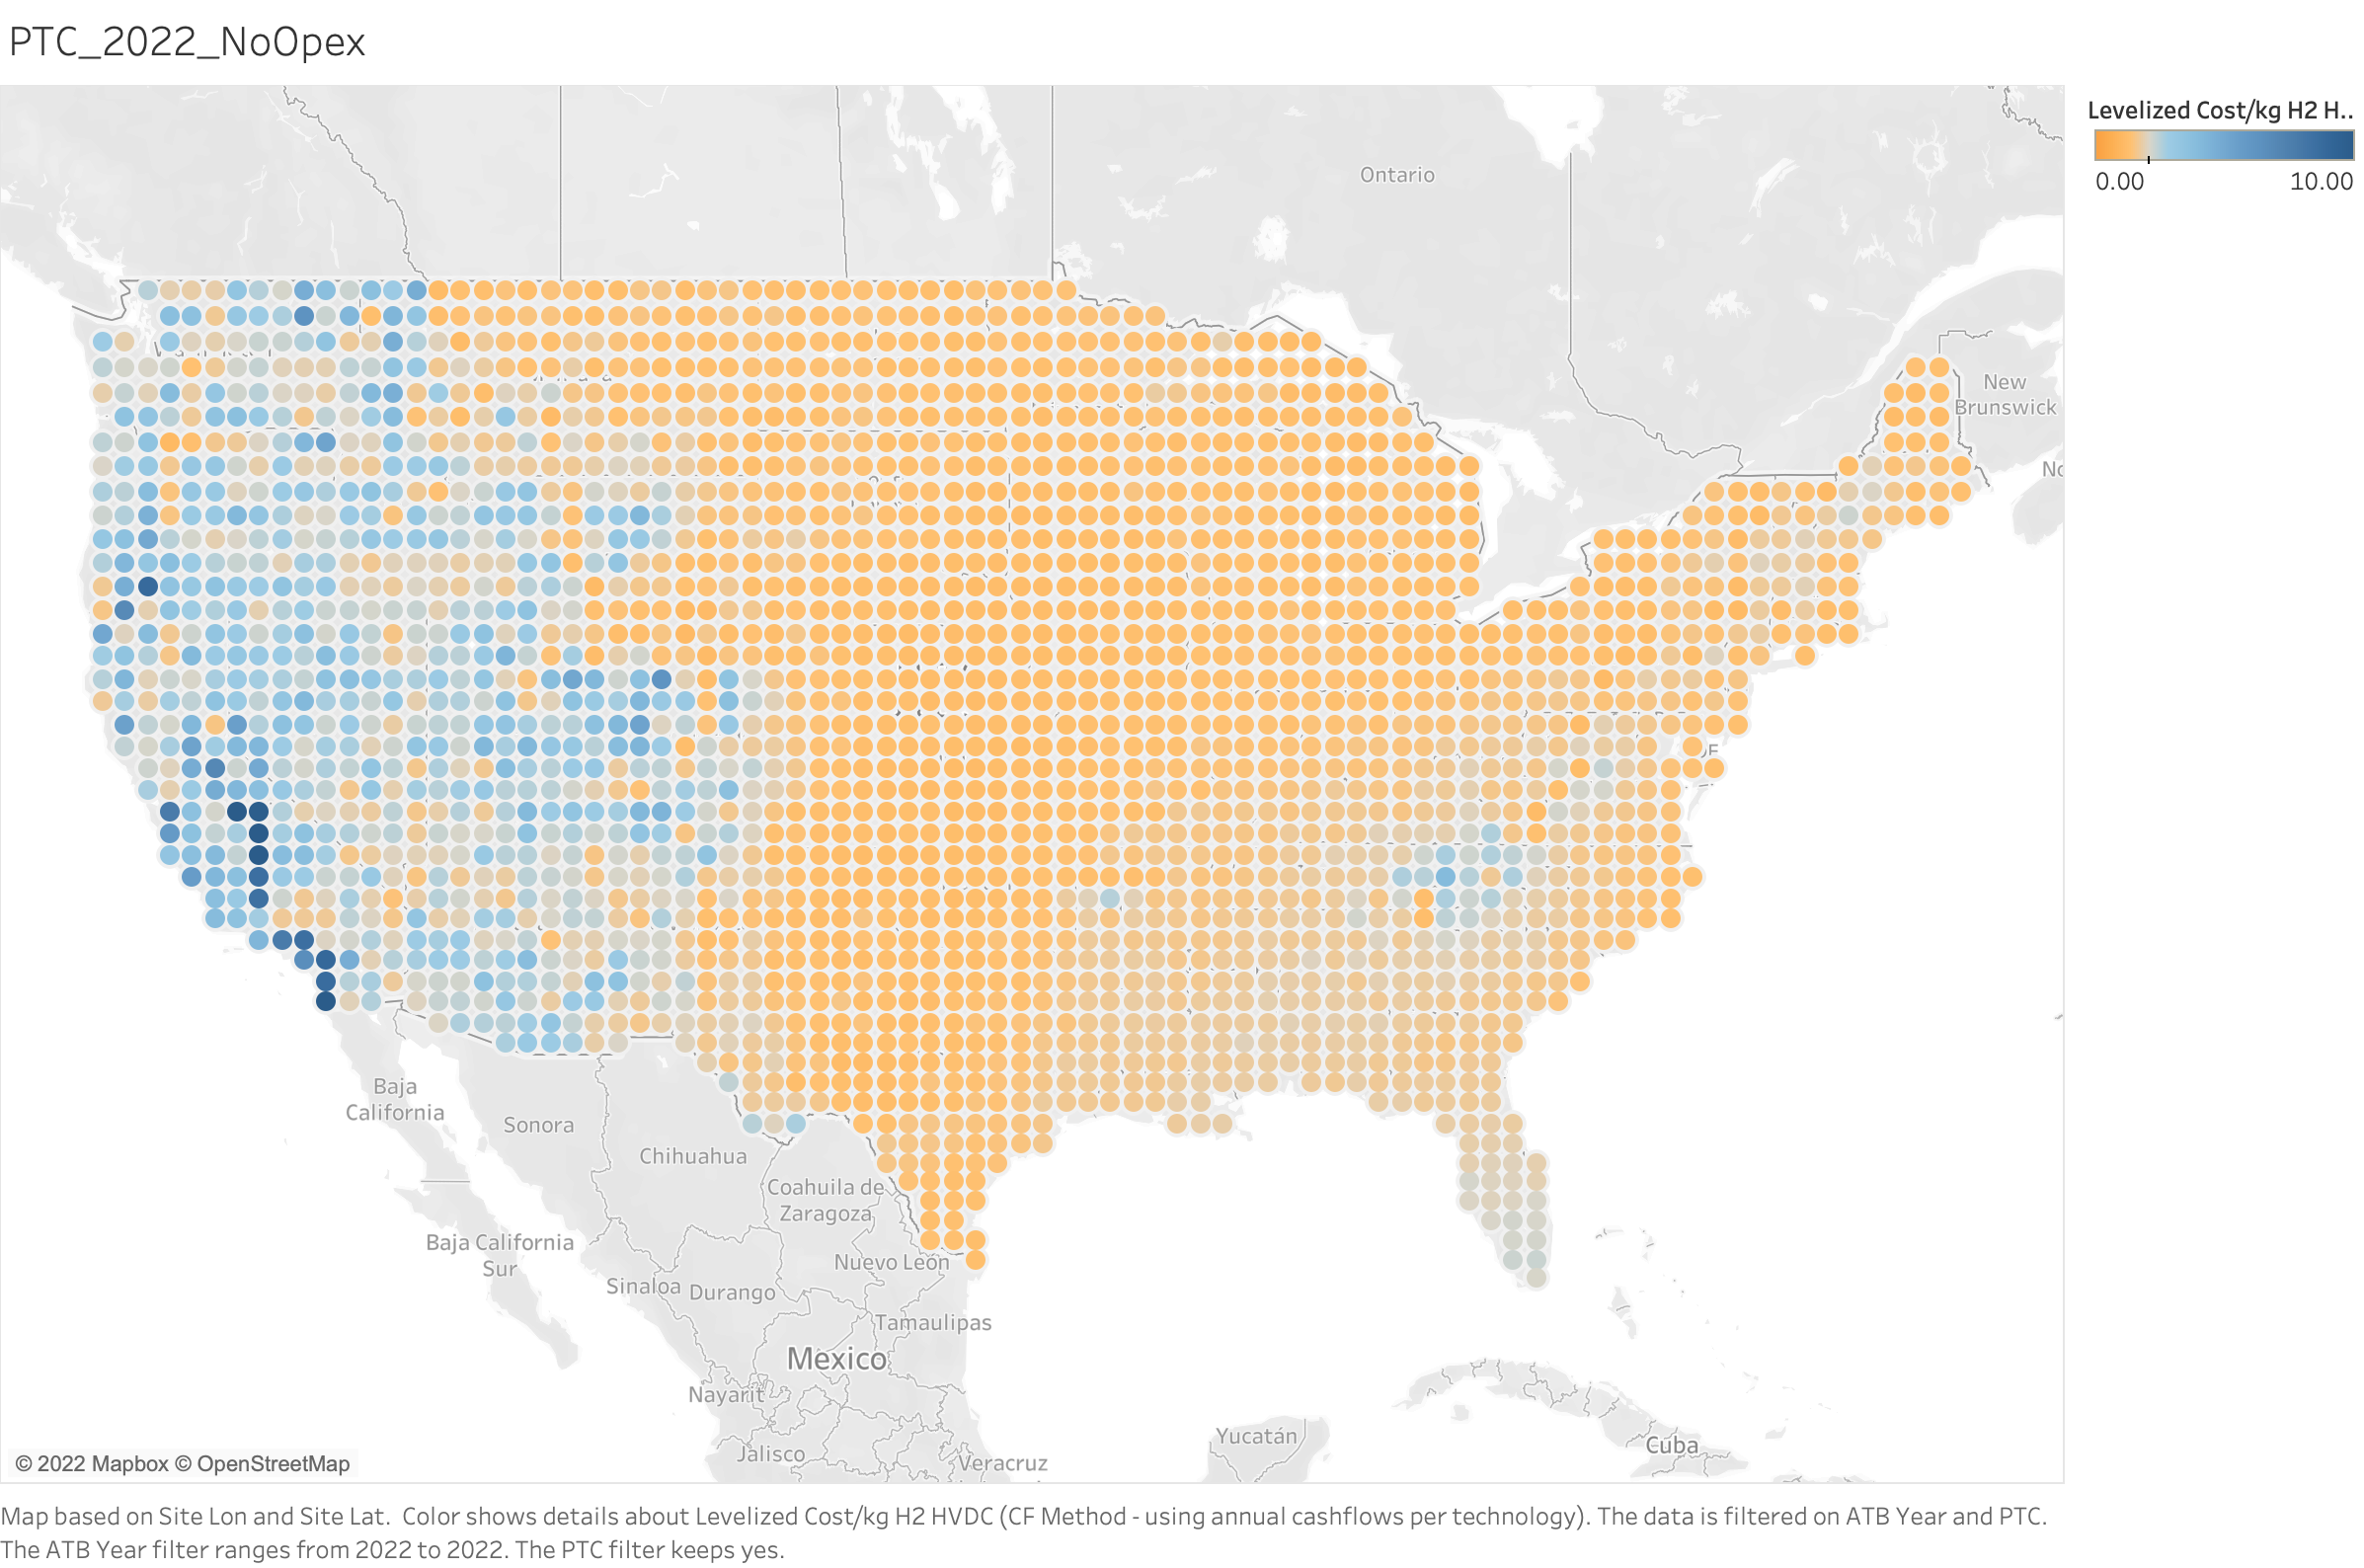 PTC_2022_NoOpex
Levelized Cost/kg H2 H..
0.00
10.00
Ontario
New
Brunswick
Baja
California
Sonora
Chihuahua
Coahuila de
Zaragoza
Baja California
Sur
Nuevo León
Sinaloa
Durango
Tamaulipas
Mexico
Nayarit
Jalisco
Veracruz
Yucatán
Cuba
© 2022 Mapbox © OpenStreetMap
Map based on Site Lon and Site Lat.  Color shows details about Levelized Cost/kg H2 HVDC (CF Method - using annual cashflows per technology). The data is filtered on ATB Year and PTC.
The ATB Year filter ranges from 2022 to 2022. The PTC filter keeps yes.